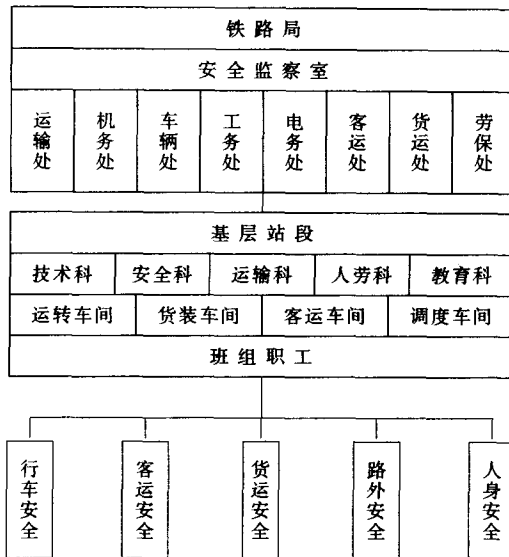 铁路局
安全监察室
运输处 机务处 车辆处 工务处 电务处 客运处 货运处 劳保处
基层站段
技术科 安全科 运输科 人劳科 教育科
运转车间 货装车间 客运车间 调度车间
班组职工
行车安全 客运安全 货运安全 路外安全 人身安全